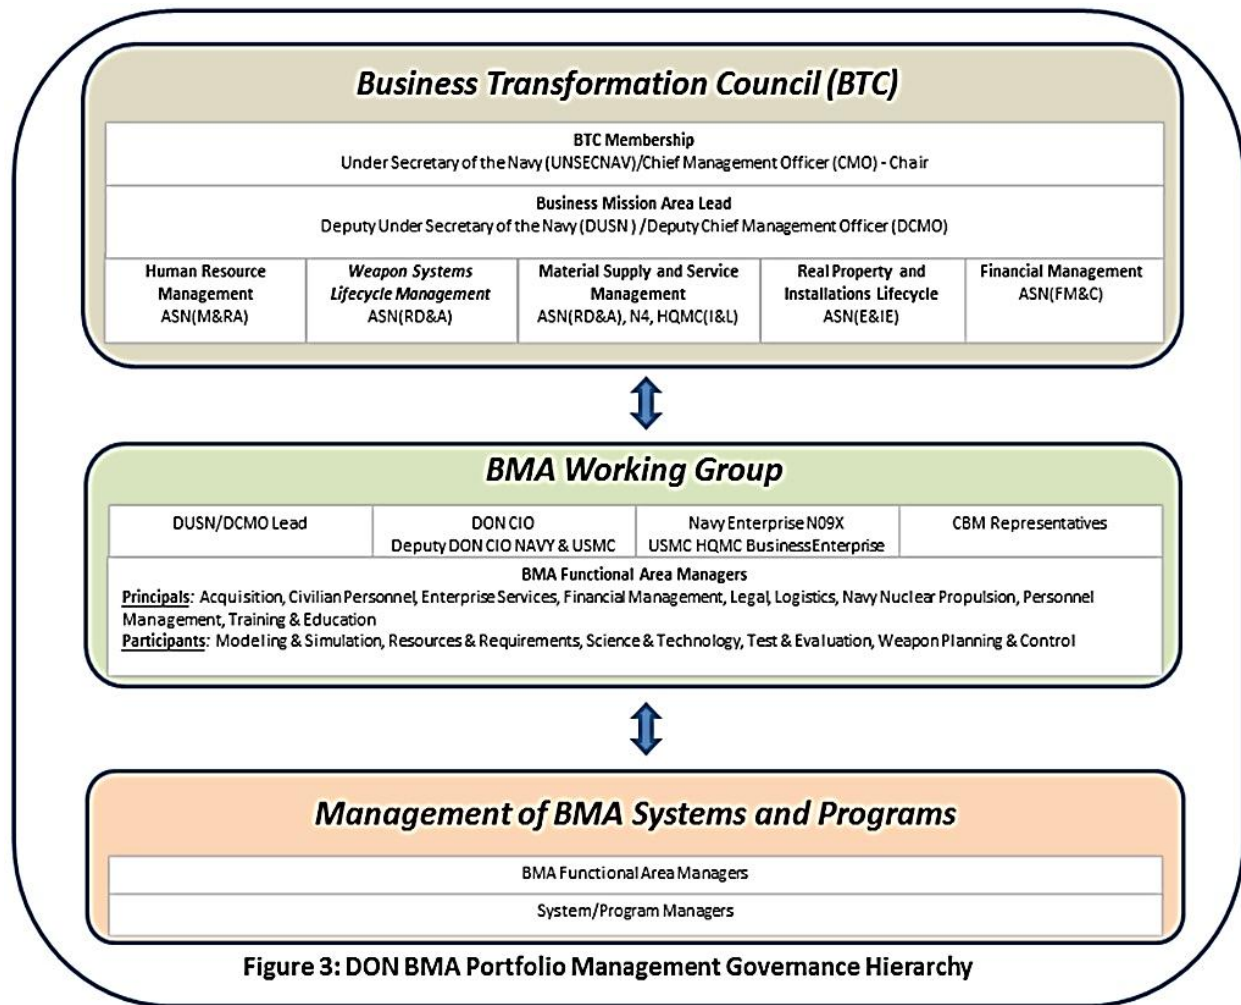 Business Transformation Council (BTC)
BTC Membership
Under Secretary of the Navy (UNSECNAV)/Chief Management Officer (CMO) - Chair
Business Mission Area Lead
Deputy Under Secretary of the Navy (DUSN ) /Deputy Chief Management Officer (DCMO)
Human Resource
Management
ASN(M&RA)
Weapon Systems
Lifecycle Management
ASN(RD&A)
Material Supply and Service
Management
ASN(RD&A), N4, HQMC(I&L)
Real Property and
Installations Lifecycle
ASN(E&IE)
Financial Management
ASN(FM&C)
BMA Working Group
DUSN/DCMO Lead
DON CIO
Deputy DON CIO NAVY & USMC
Navy Enterprise N09X
USMC HQMC Business Enterprise
CBM Representatives
BMA Functional Area Managers
Principals: Acquisition, Civilian Personnel, Enterprise Services, Financial Management, Legal, Logistics, Navy Nuclear Propulsion, Personnel
Management, Training & Education
Participants: Modeling & Simulation, Resources & Requirements, Science & Technology, Test & Evaluation, Weapon Planning & Control
Management of BMA Systems and Programs
BMA Functional Area Managers
System/Program Managers
Figure 3: DON BMA Portfolio Management Governance Hierarchy